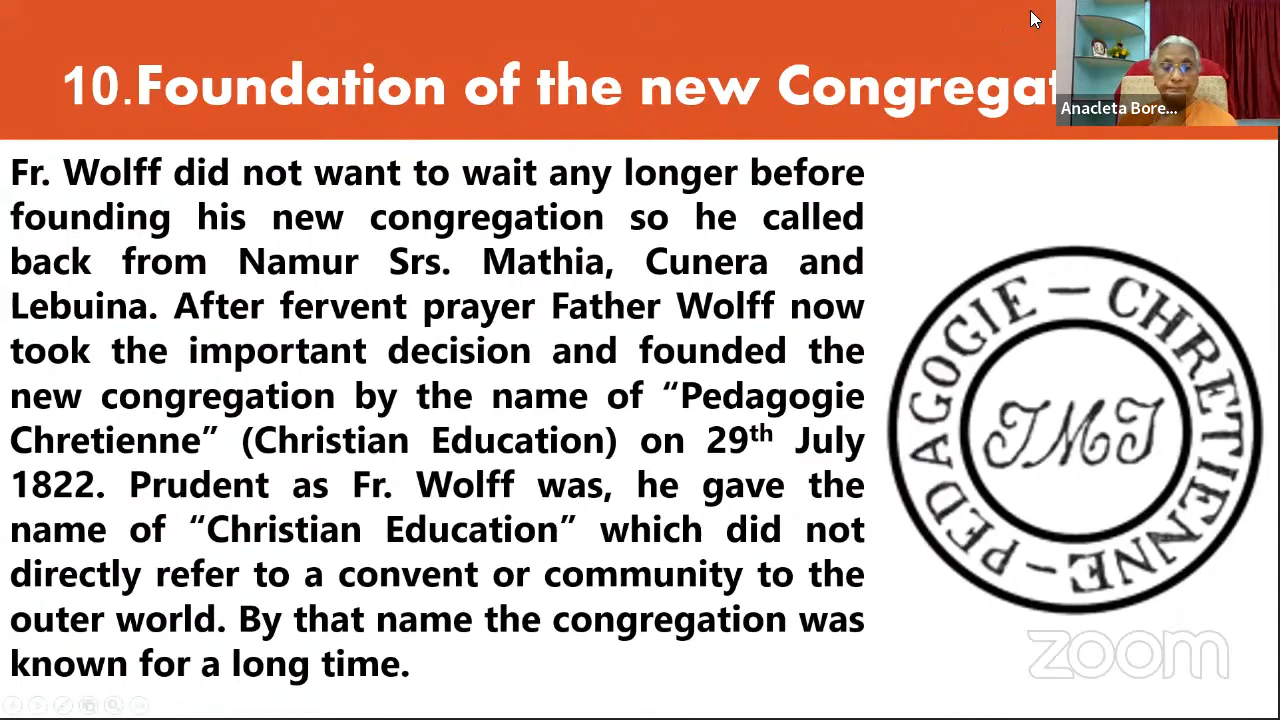 10.Foundation of the new Congregat
Anacleta Bore...
Fr. Wolff did not want to wait any longer before
founding his new congregation so he called
back from Namur Srs. Mathia, Cunera and
Lebuina. After fervent prayer Father Wolff now
took the important decision and founded the
new congregation by the name of “Pedagogie
Chretienne” (Christian Education) on 29th July
1822. Prudent as Fr. Wolff was, he gave the
name of “Christian Education” which did not
directly refer to a convent or community to the
outer world. By that name the congregation was
known for a long time.
PEDAGOGIE — CHRETIENNE –
JMJ
zoom